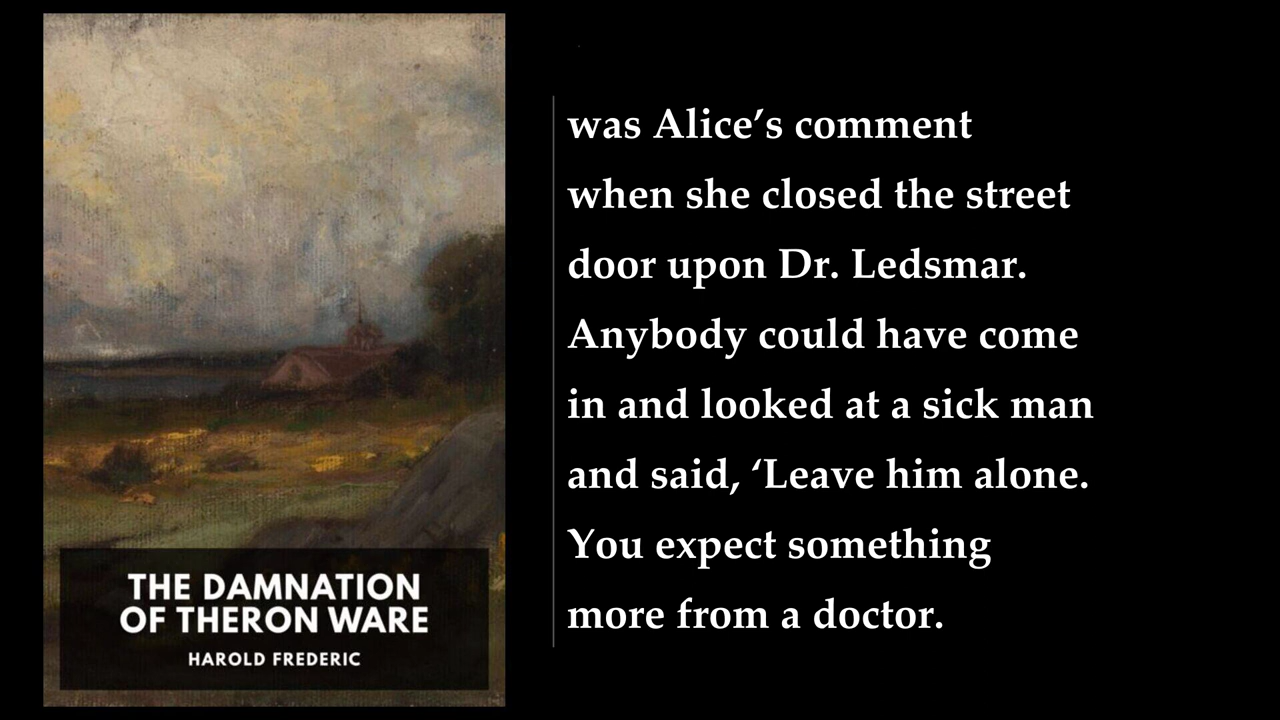 THE DAMNATION
OF THERON WARE
HAROLD FREDERIC
was Alice’s comment
when she closed the street
door upon Dr. Ledsmar.
Anybody could have come
in and looked at a sick man
and said, ‘Leave him alone.
You expect something
more from a doctor.